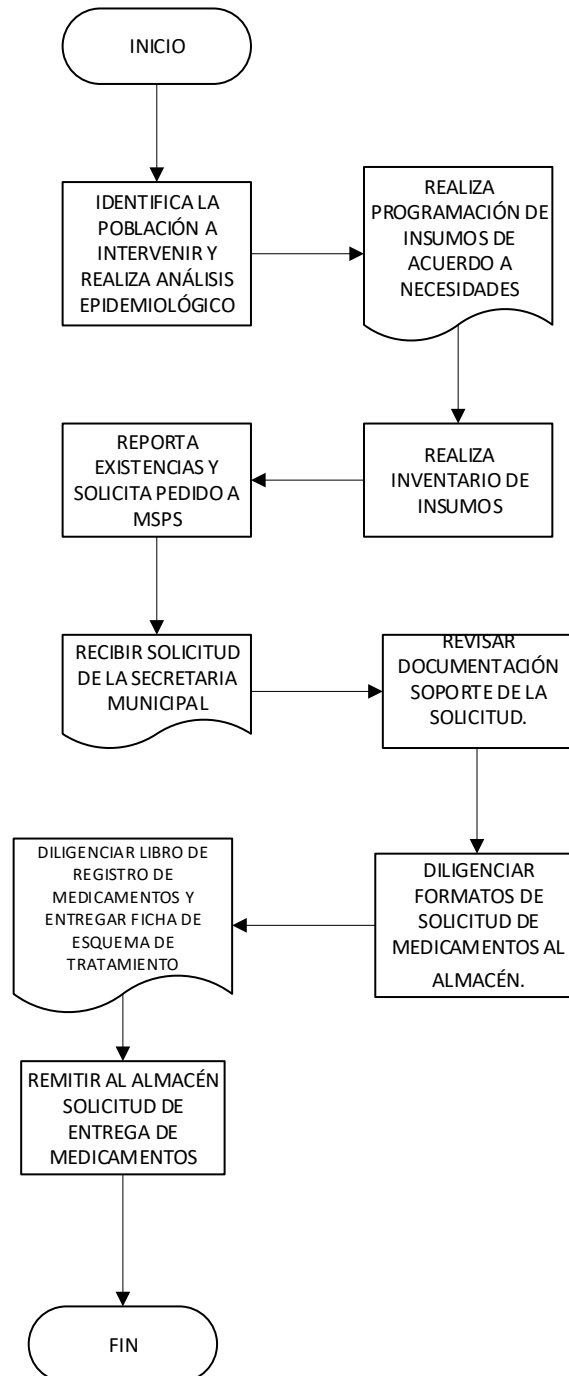 INICIO
IDENTIFICA LA
POBLACIÓN A
INTERVENIR Y
REALIZA ANÁLISIS
EPIDEMIOLÓGICO
REALIZA
PROGRAMACIÓN DE
INSUMOS DE
ACUERDO A
NECESIDADES
REALIZA
INVENTARIO DE
INSUMOS
REPORTA
EXISTENCIAS Y
SOLICITA PEDIDO A
MSPS
RECIBIR SOLICITUD
DE LA SECRETARIA
MUNICIPAL
REVISAR
DOCUMENTACIÓN
SOPORTE DE LA
SOLICITUD.
DILIGENCIAR
FORMATOS DE
SOLICITUD DE
MEDICAMENTOS AL
ALMACÉN.
DILIGENCIAR LIBRO DE
REGISTRO DE
MEDICAMENTOS Y
ENTREGAR FICHA DE
ESQUEMA DE
TRATAMIENTO
REMITIR AL ALMACÉN
SOLICITUD DE
ENTREGA DE
MEDICAMENTOS
FIN